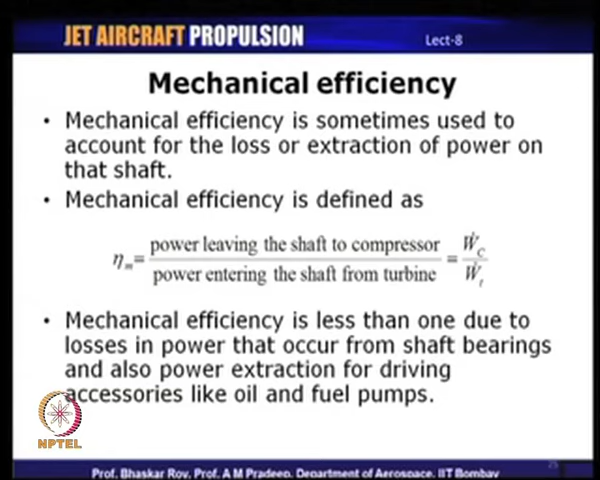 JET AIRCRAFT PROPULSION
Lect-8
Mechanical efficiency
• Mechanical efficiency is sometimes used to
account for the loss or extraction of power on
that shaft.
• Mechanical efficiency is defined as
ηm = power leaving the shaft to compressor / power entering the shaft from turbine = ẆC / Ẇt
• Mechanical efficiency is less than one due to
losses in power that occur from shaft bearings
and also power extraction for driving
accessories like oil and fuel pumps.
NPTEL
25
Prof. Bhaskar Roy, Prof. A M Pradeep, Department of Aerospace, IIT Bombay